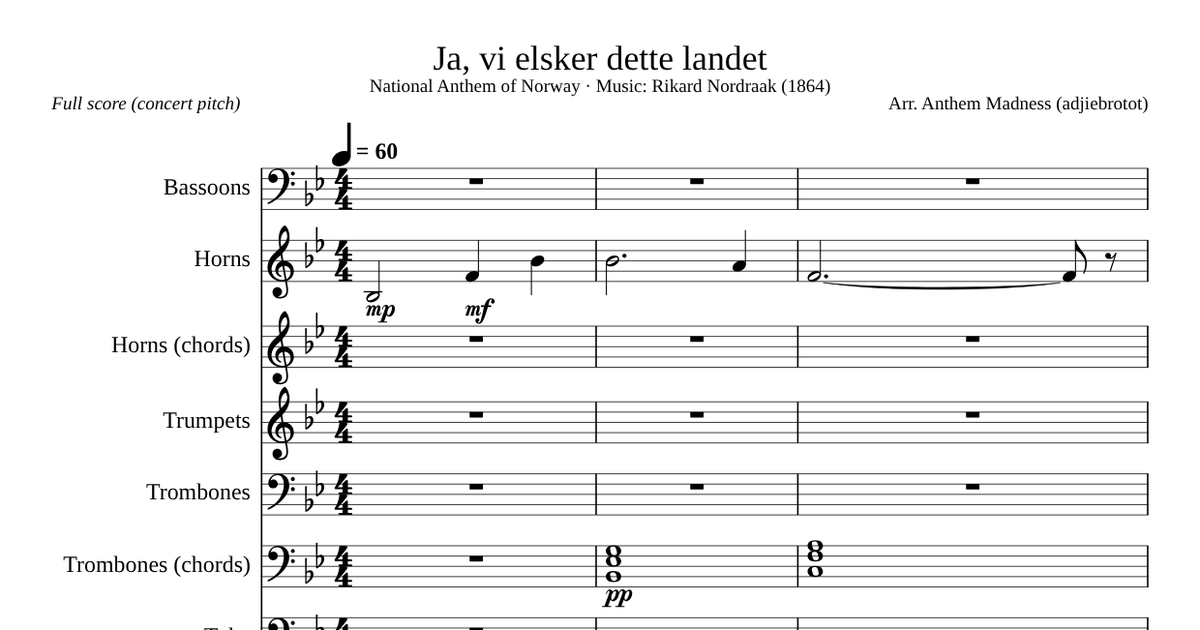 Ja, vi elsker dette landet
National Anthem of Norway · Music: Rikard Nordraak (1864)
Full score (concert pitch)
Arr. Anthem Madness (adjiebrotot)
= 60
Bassoons
Horns
mp mf
Horns (chords)
Trumpets
Trombones
Trombones (chords)
pp